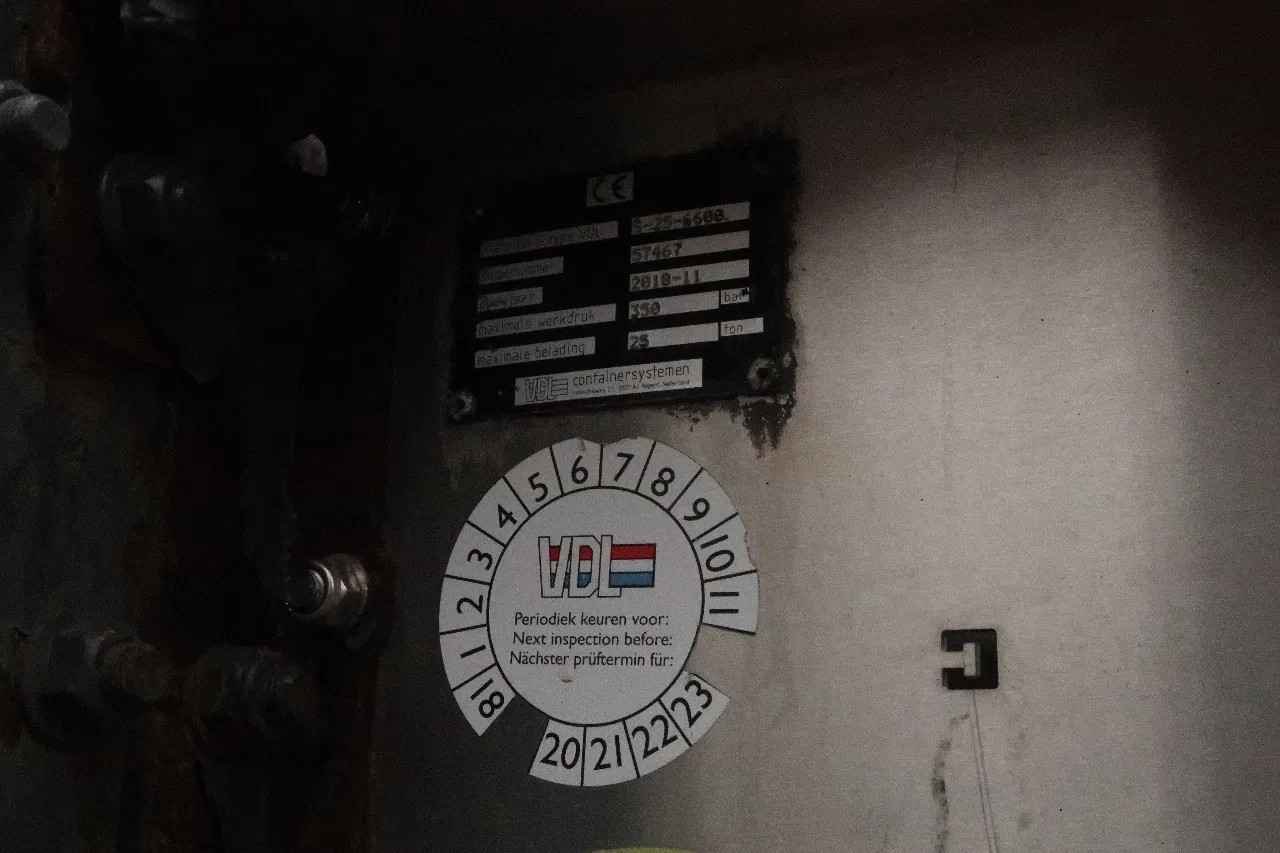 CE
S-25-6600
57467
2018-11
maximale werkdruk 350 bar
maximale belading 25 ton
VDL containersystemen
4 5 6 7 8 9
3 10
2 11
1
18
20 21 22 23
VDL
Periodiek keuren voor:
Next inspection before:
Nächster prüftermin für: